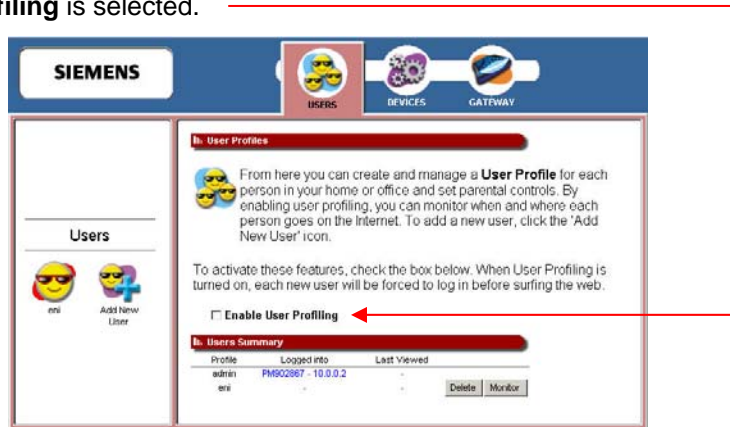 filing is selected.
SIEMENS
USERS
DEVICES
GATEWAY
User Profiles
From here you can create and manage a User Profile for each
person in your home or office and set parental controls. By
enabling user profiling, you can monitor when and where each
person goes on the Internet. To add a new user, click the 'Add
New User' icon.
Users
eni
Add New
User
To activate these features, check the box below. When User Profiling is
turned on, each new user will be forced to log in before surfing the web.
Enable User Profiling
Users Summary
Profile Logged into Last Viewed
admin PM902867 - 10.0.0.2 -
eni - - Delete Monitor